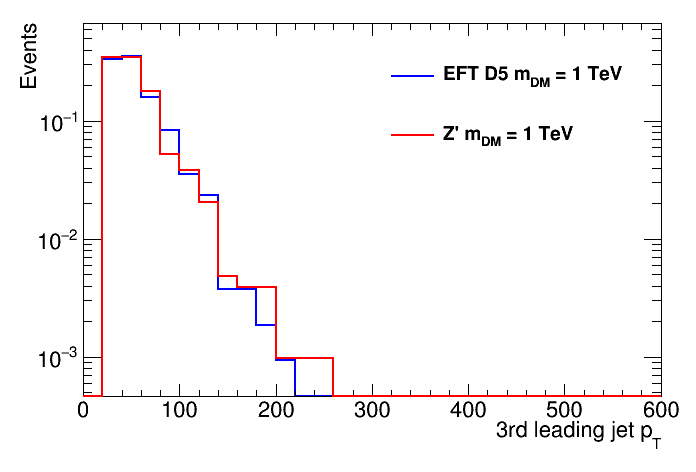 Events
EFT D5 m_DM = 1 TeV
Z' m_DM = 1 TeV
10⁻¹
10⁻²
10⁻³
0 100 200 300 400 500 600
3rd leading jet p_T